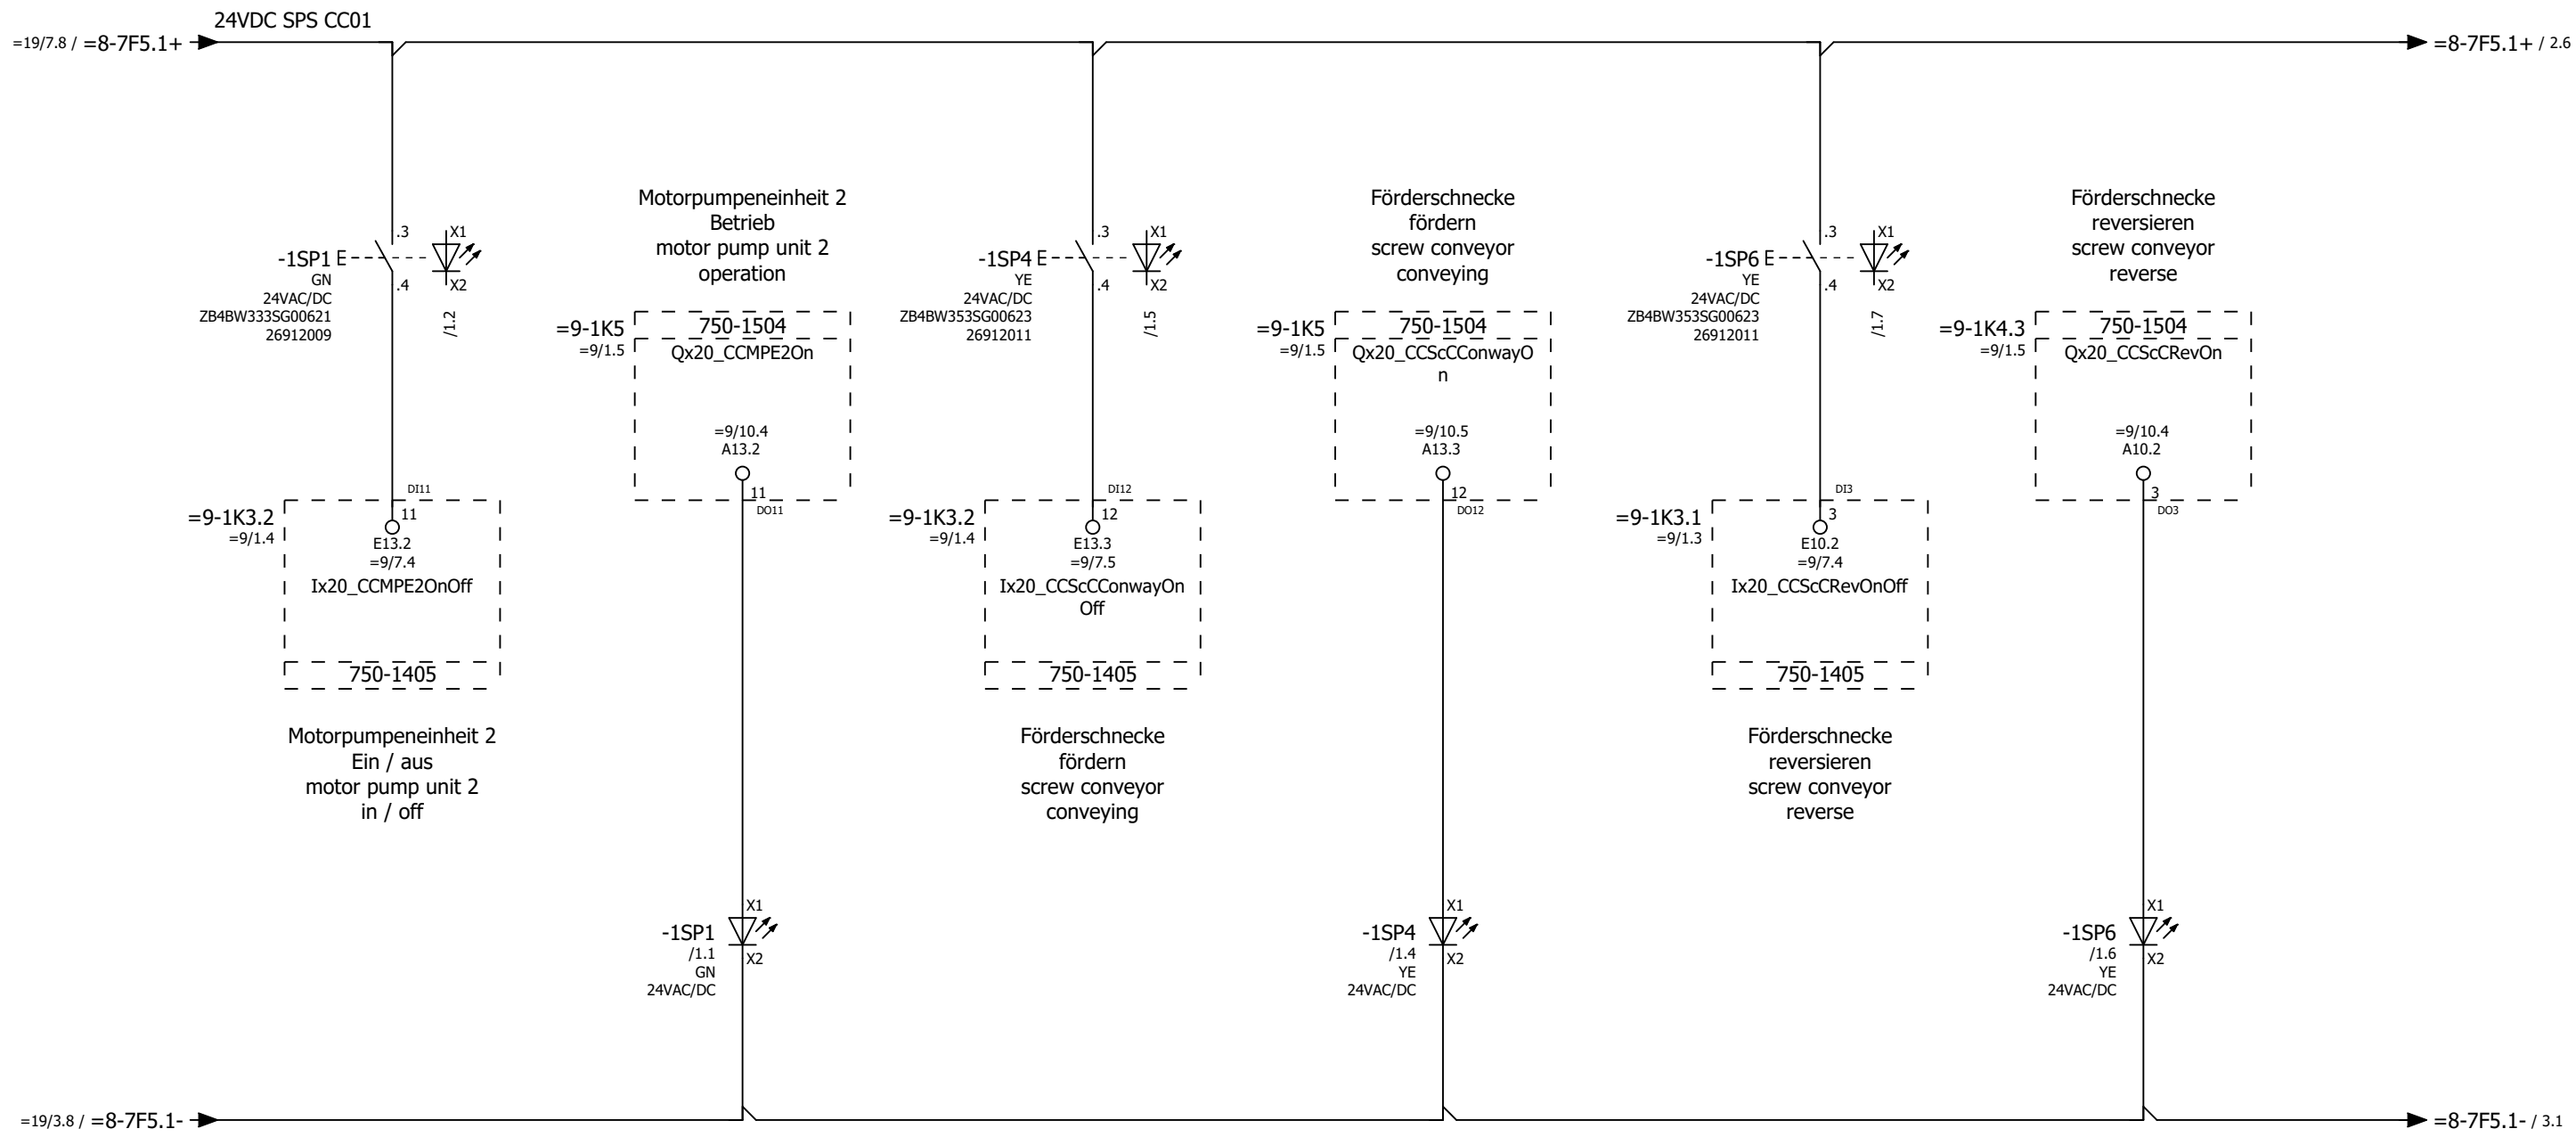 24VDC SPS CC01
=19/7.8 / =8-7F5.1+
=8-7F5.1+ / 2.6
-1SP1 E
GN
24VAC/DC
ZB4BW333SG00621
26912009
.3
.4
X1
X2
/1.2
Motorpumpeneinheit 2
Betrieb
motor pump unit 2
operation
=9-1K5
=9/1.5
750-1504
Qx20_CCMPE2On
=9/10.4
A13.2
11
DO11
-1SP4 E
YE
24VAC/DC
ZB4BW353SG00623
26912011
.3
.4
X1
X2
/1.5
Förderschnecke
fördern
screw conveyor
conveying
=9-1K5
=9/1.5
750-1504
Qx20_CCScCConwayO
n
=9/10.5
A13.3
12
DO12
-1SP6 E
YE
24VAC/DC
ZB4BW353SG00623
26912011
.3
.4
X1
X2
/1.7
Förderschnecke
reversieren
screw conveyor
reverse
=9-1K4.3
=9/1.5
750-1504
Qx20_CCScCRevOn
=9/10.4
A10.2
3
DO3
=9-1K3.2
=9/1.4
DI11
11
E13.2
=9/7.4
Ix20_CCMPE2OnOff
750-1405
Motorpumpeneinheit 2
Ein / aus
motor pump unit 2
in / off
=9-1K3.2
=9/1.4
DI12
12
E13.3
=9/7.5
Ix20_CCScCConwayOn
Off
750-1405
Förderschnecke
fördern
screw conveyor
conveying
=9-1K3.1
=9/1.3
DI3
3
E10.2
=9/7.4
Ix20_CCScCRevOnOff
750-1405
Förderschnecke
reversieren
screw conveyor
reverse
-1SP1
/1.1
GN
24VAC/DC
X1
X2
-1SP4
/1.4
YE
24VAC/DC
X1
X2
-1SP6
/1.6
YE
24VAC/DC
X1
X2
=19/3.8 / =8-7F5.1-
=8-7F5.1- / 3.1